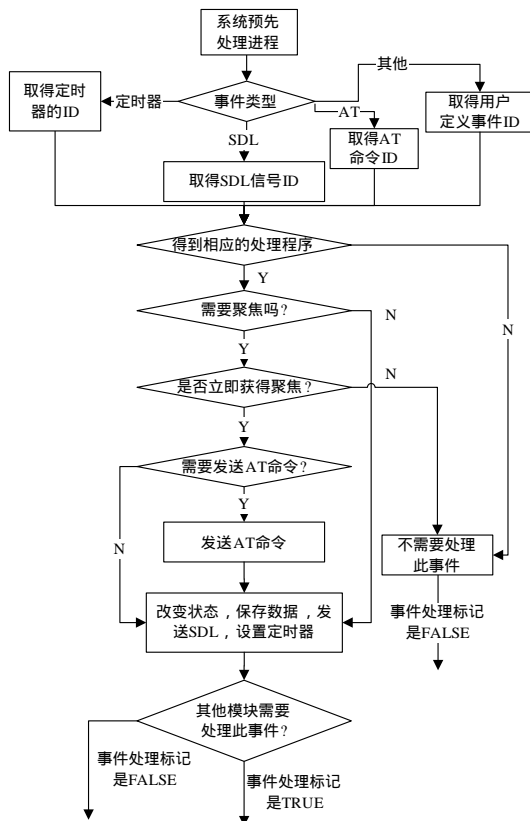 系统预先
处理进程
其他
取得定时
器的ID
定时器
事件类型
AT
取得用户
定义事件ID
SDL
取得AT
命令ID
取得SDL信号ID
得到相应的处理程序
Y
需要聚焦吗?
N
N
Y
是否立即获得聚焦?
N
Y
需要发送AT命令?
Y
N
发送AT命令
不需要处理
此事件
改变状态,保存数据,发
送SDL,设置定时器
事件处理标记
是FALSE
其他模块需要
处理此事件?
事件处理标记
是FALSE
事件处理标记
是TRUE